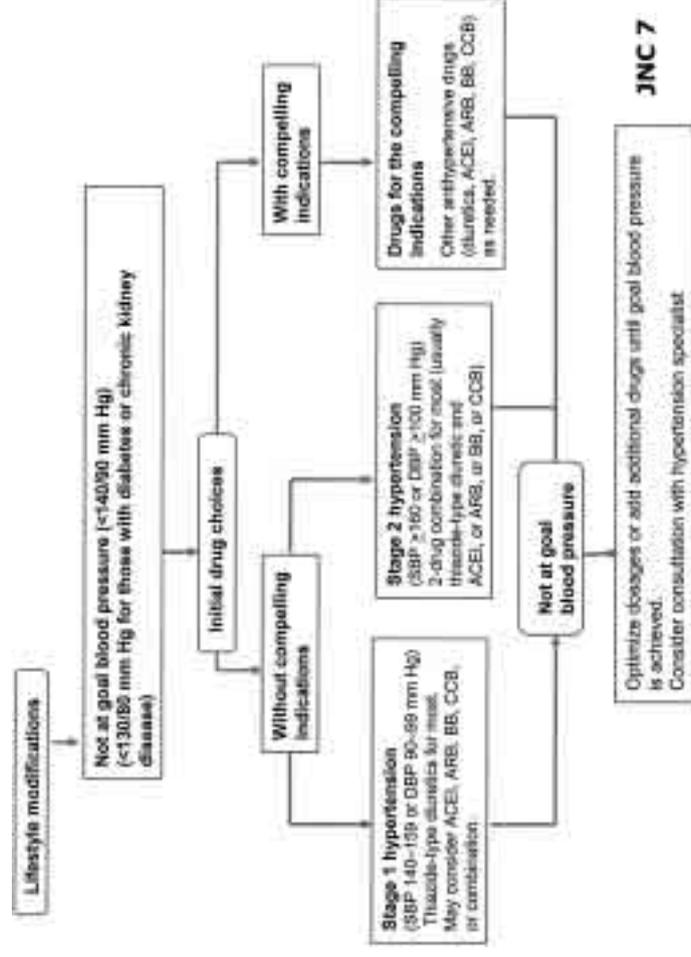 Lifestyle modifications
Not at goal blood pressure (<140/90 mm Hg)
(<130/80 mm Hg for those with diabetes or chronic kidney
disease)
Initial drug choices
Without compelling
indications
With compelling
indications
Stage 1 hypertension
(SBP 140–159 or DBP 90–99 mm Hg)
Thiazide-type diuretics for most.
May consider ACEI, ARB, BB, CCB,
or combination.
Stage 2 hypertension
(SBP ≥160 or DBP ≥100 mm Hg)
2-drug combination for most (usually
thiazide-type diuretic and
ACEI, or ARB, or BB, or CCB)
Drugs for the compelling
indications
Other antihypertensive drugs
(diuretics, ACEI, ARB, BB, CCB)
as needed.
Not at goal
blood pressure
Optimize dosages or add additional drugs until goal blood pressure
is achieved.
Consider consultation with hypertension specialist
JNC 7